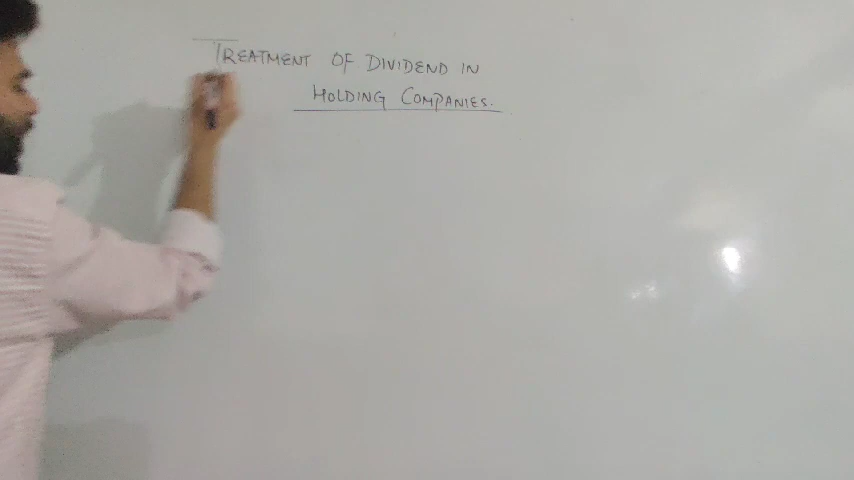 TREATMENT OF DIVIDEND IN
HOLDING COMPANIES.